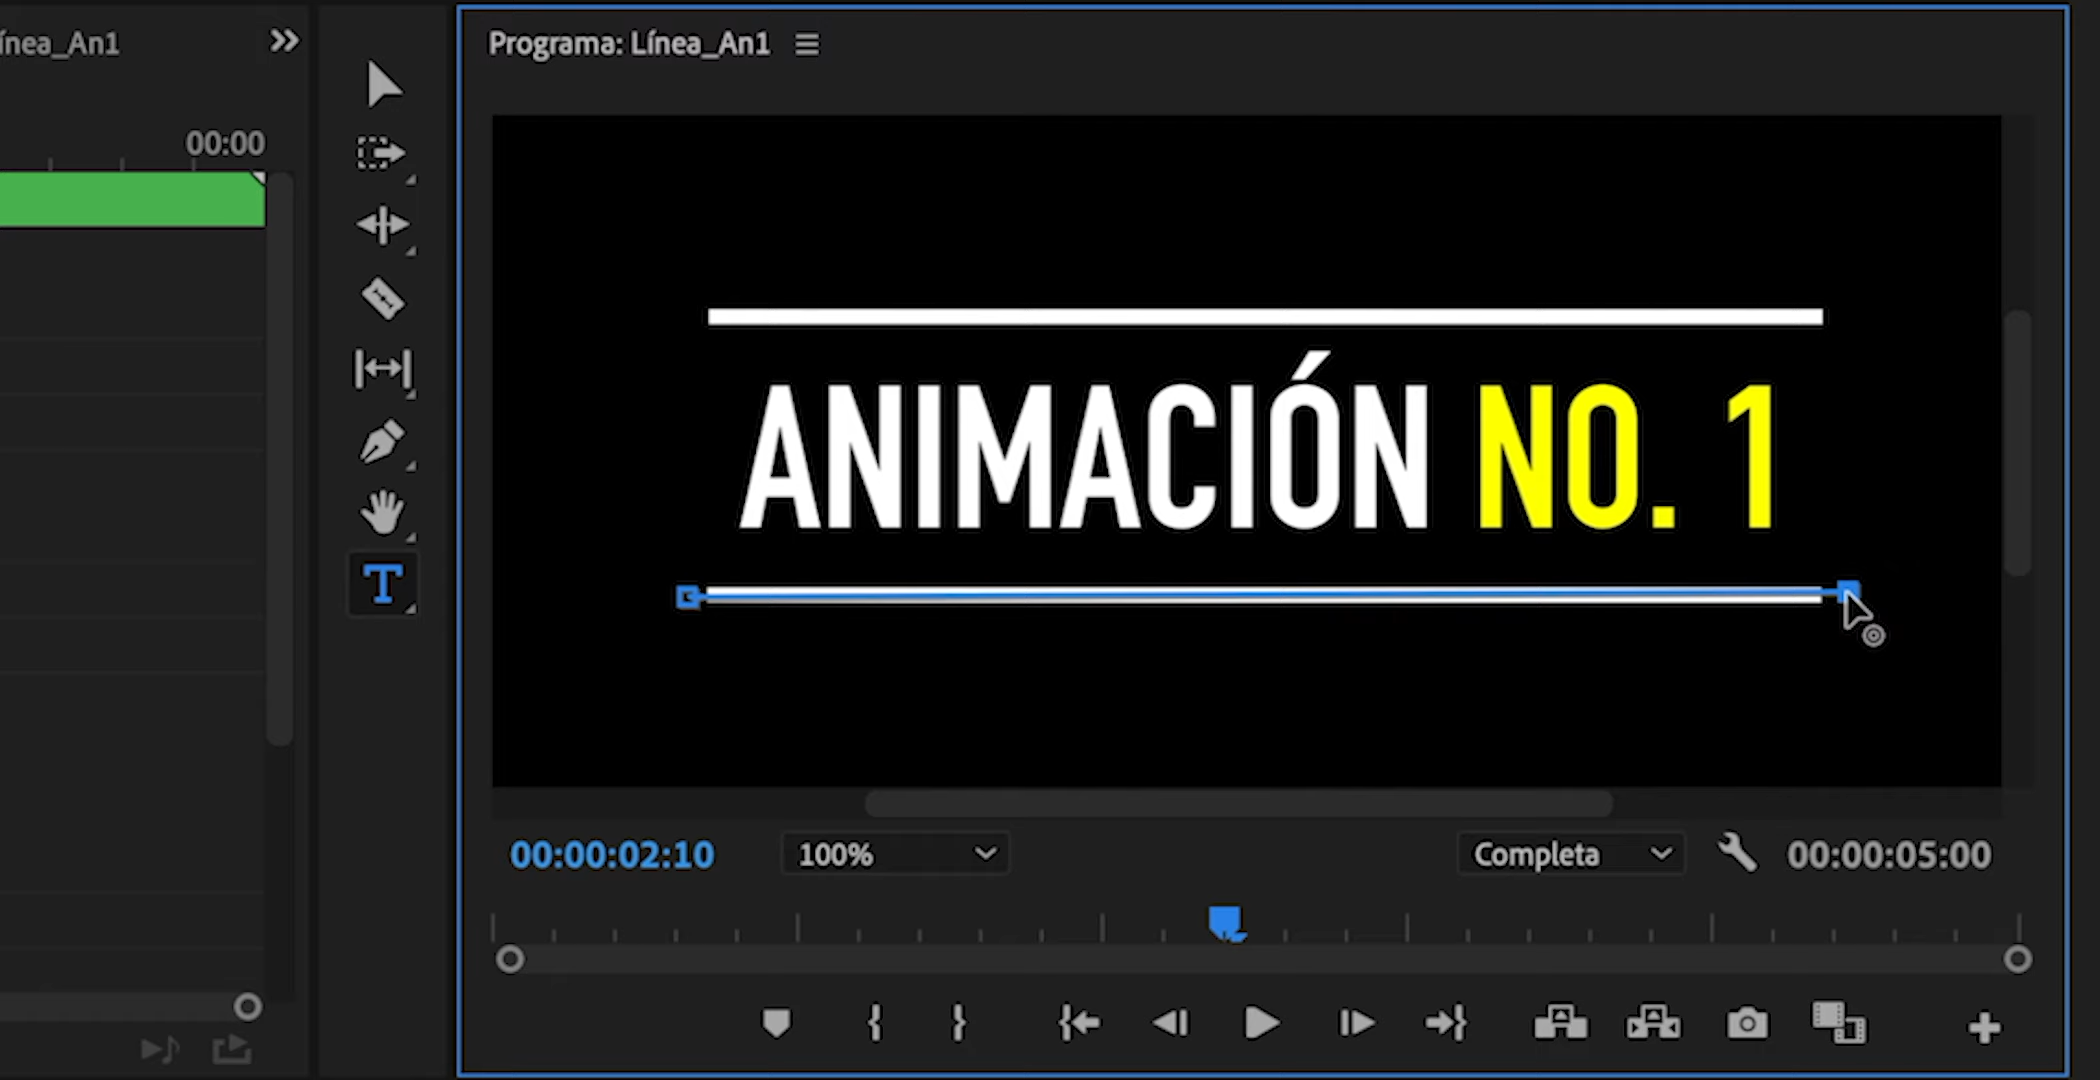 ínea_An1
00:00
Programa: Línea_An1
ANIMACIÓN NO. 1
T
00:00:02:10
100%
Completa
00:00:05:00